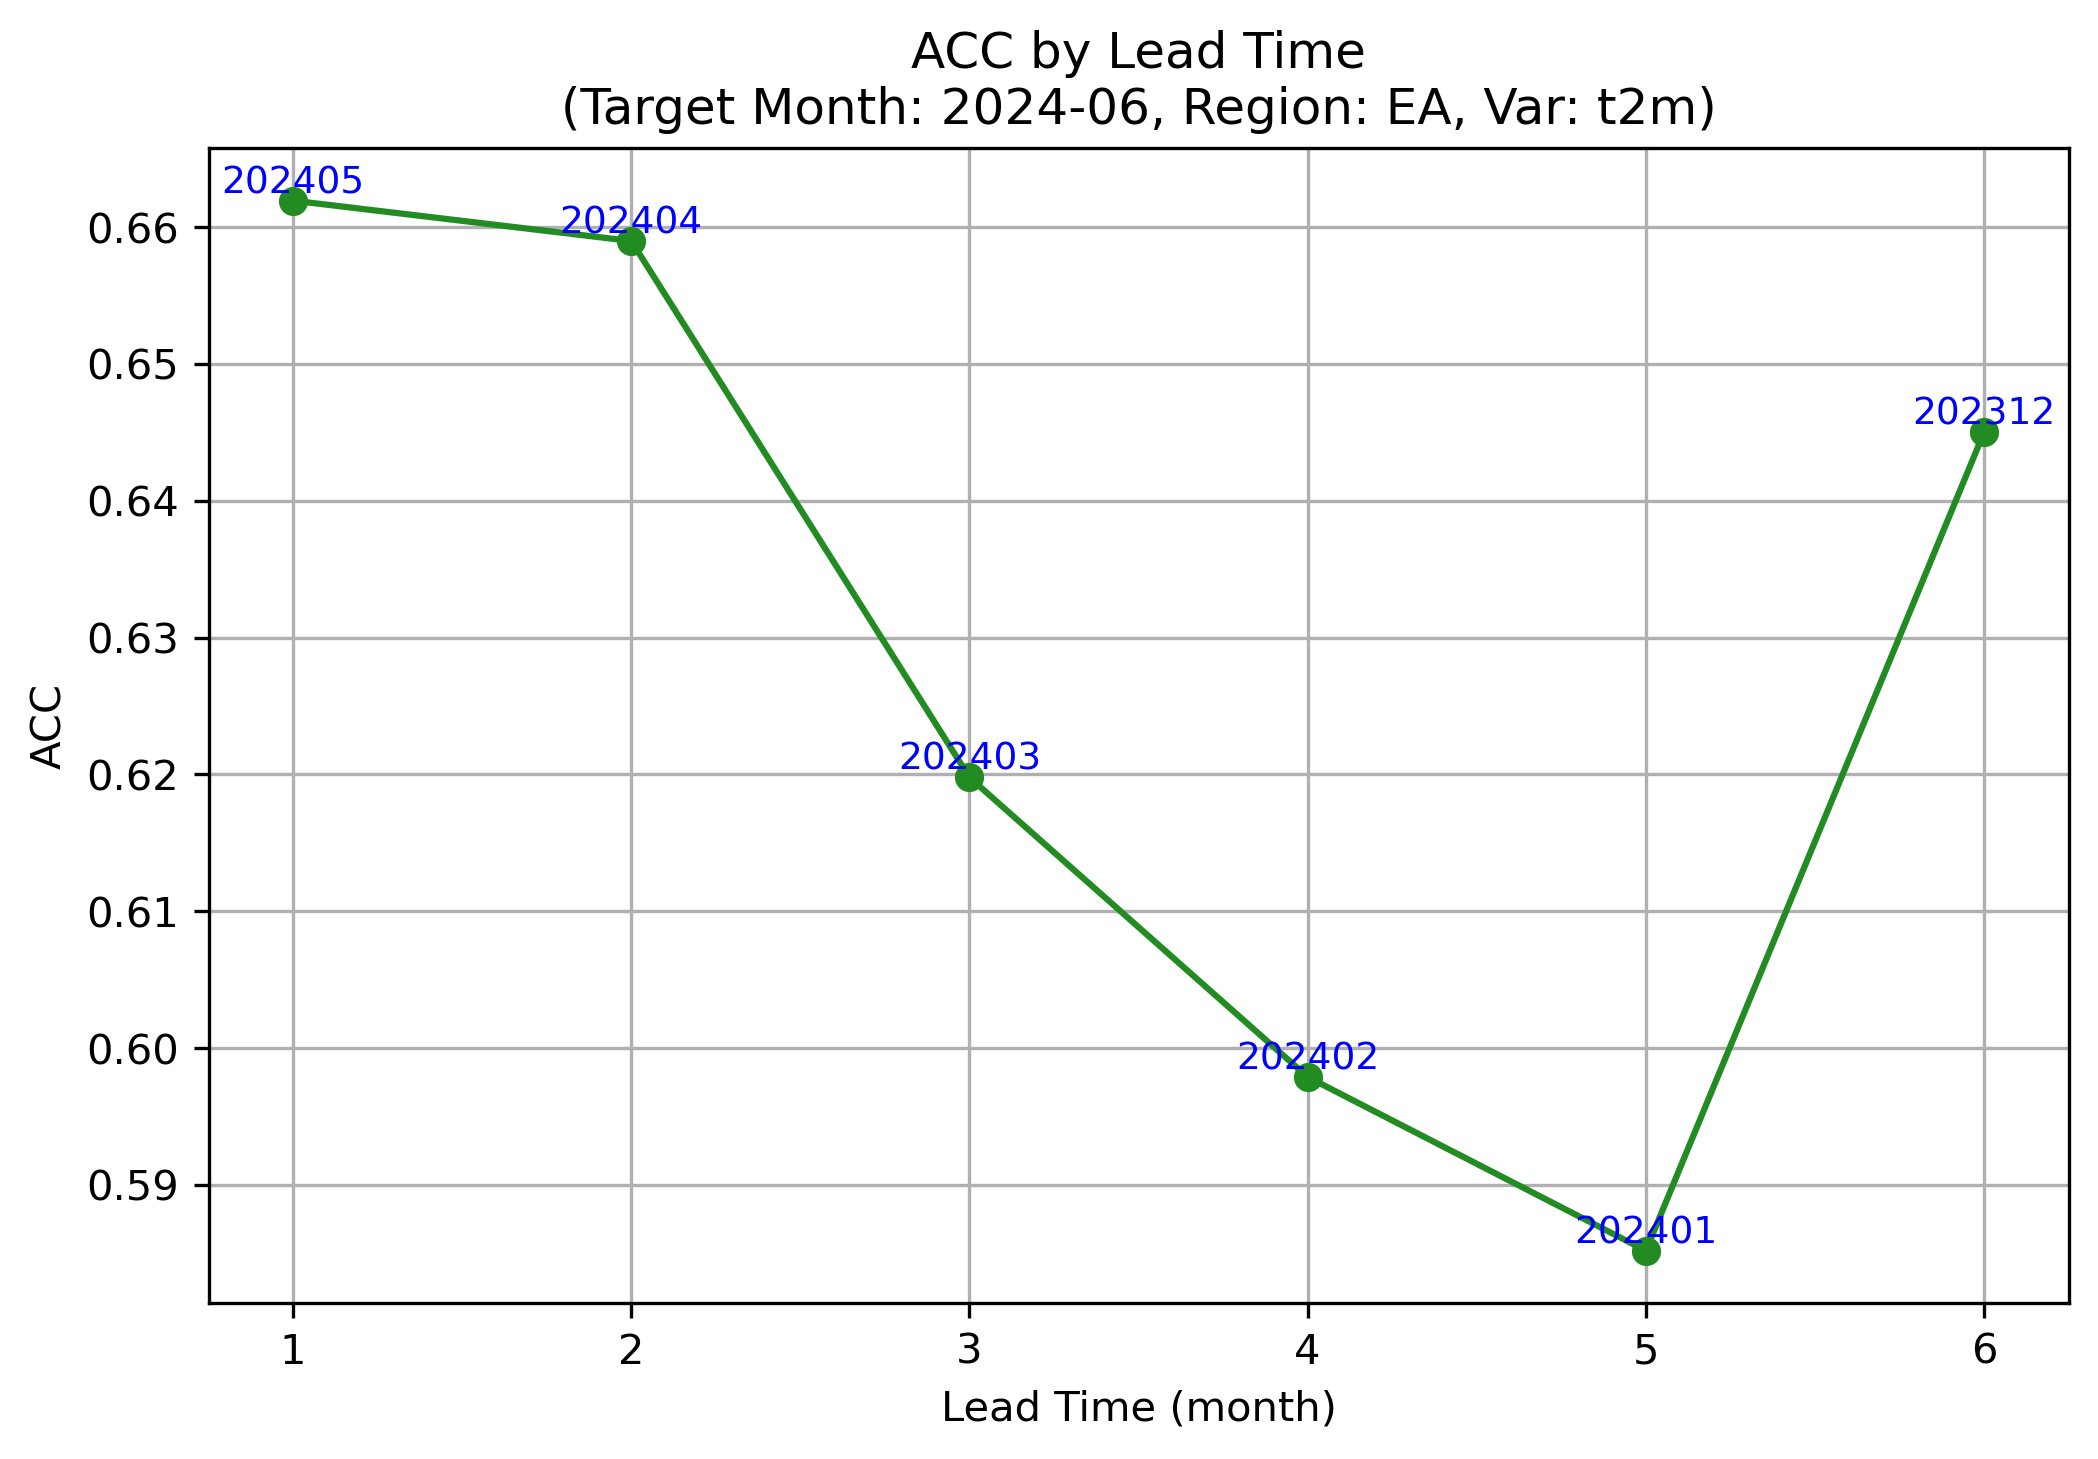 ACC by Lead Time
(Target Month: 2024-06, Region: EA, Var: t2m)
202405
202404
0.66
0.65
202312
0.64
0.63
ACC
202403
0.62
0.61
202402
0.60
0.59
202401
1 2 3 4 5 6
Lead Time (month)